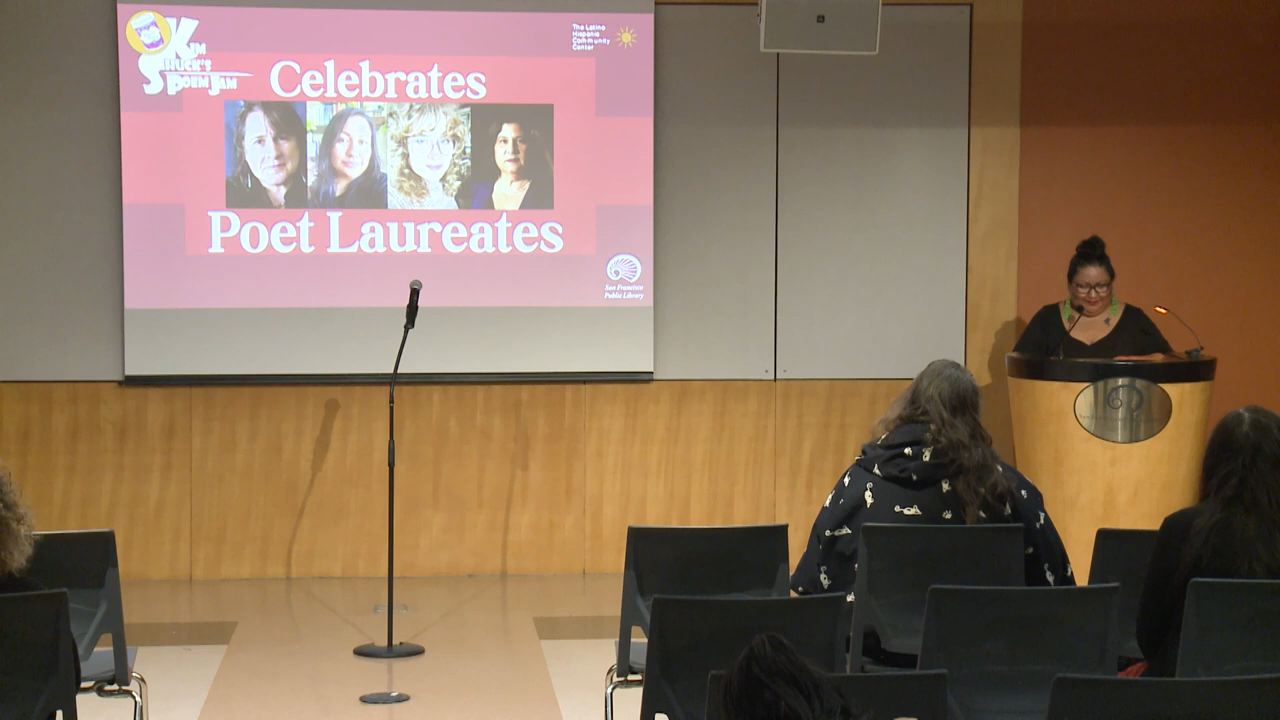 Kim
Shuck's
Poem Jam
The Latino
Hispanic
Community
Center
Celebrates
Poet Laureates
San Francisco
Public Library